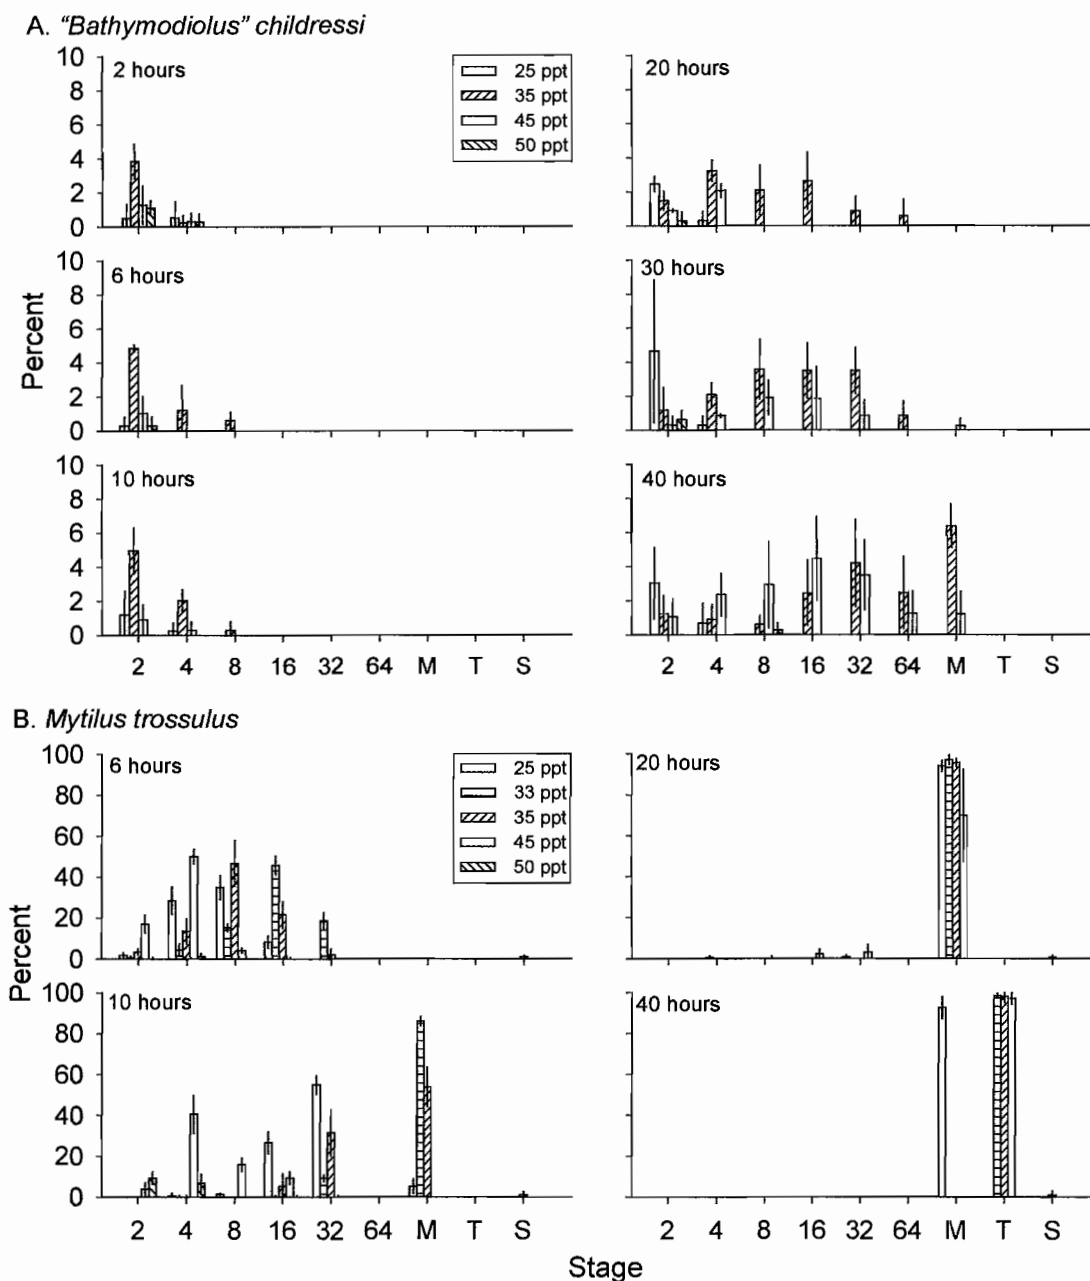 A. “Bathymodiolus” childressi
10
8
6
4
2
0
2 hours
25 ppt
35 ppt
45 ppt
50 ppt
20 hours
10
8
6
4
2
0
6 hours
30 hours
Percent
10
8
6
4
2
0
10 hours
40 hours
2 4 8 16 32 64 M T S
2 4 8 16 32 64 M T S
B. Mytilus trossulus
100
80
60
40
20
0
6 hours
25 ppt
33 ppt
35 ppt
45 ppt
50 ppt
20 hours
Percent
100
80
60
40
20
0
10 hours
40 hours
2 4 8 16 32 64 M T S
2 4 8 16 32 64 M T S
Stage